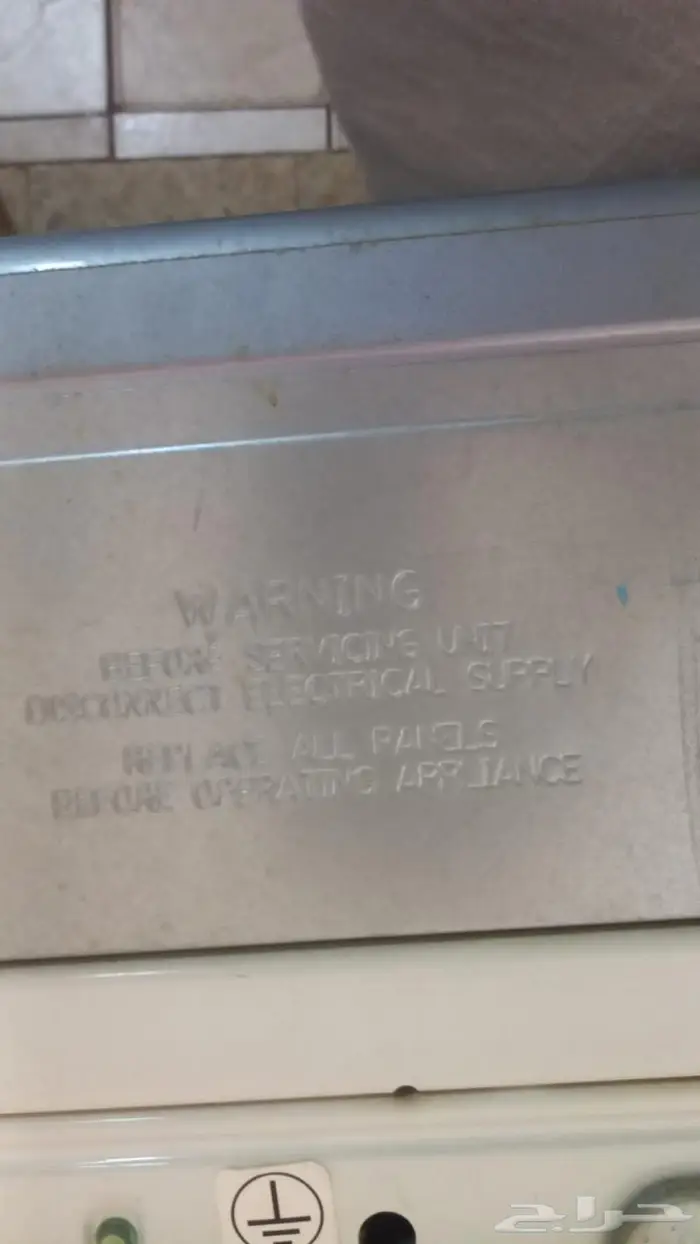 WARNING
BEFORE SERVICING UNIT
DISCONNECT ELECTRICAL SUPPLY
REPLACE ALL PANELS
BEFORE OPERATING APPLIANCE
حراج